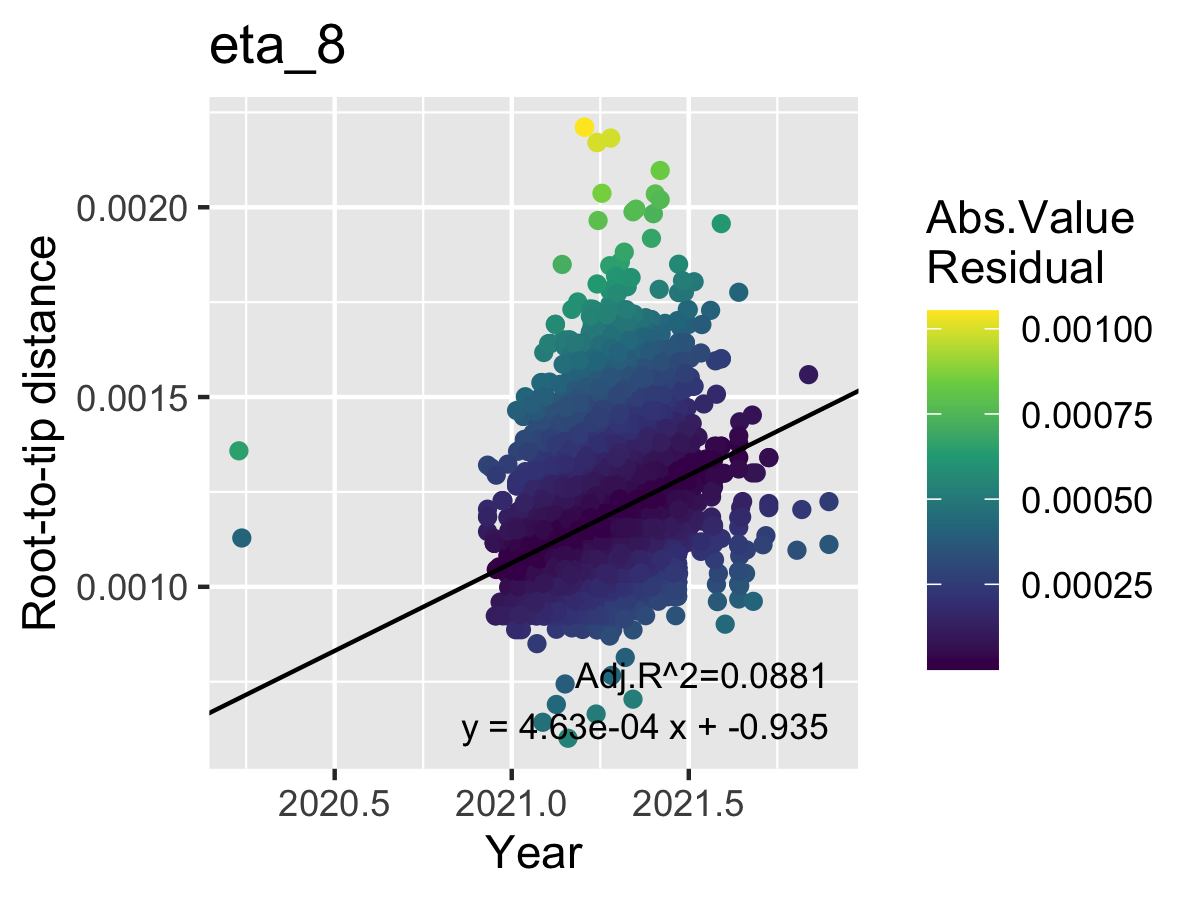 eta_8
0.0020
0.0015
0.0010
Root-to-tip distance
Adj.R^2=0.0881
y = 4.63e-04 x + -0.935
2020.5
2021.0
2021.5
Year
Abs.Value
Residual
0.00100
0.00075
0.00050
0.00025